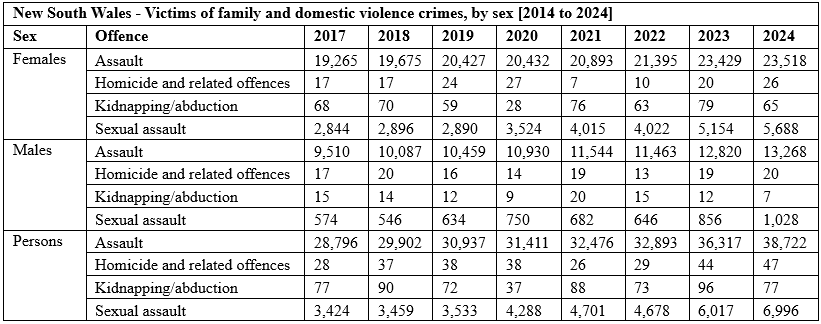 New South Wales - Victims of family and domestic violence crimes, by sex [2014 to 2024]
Sex Offence 2017 2018 2019 2020 2021 2022 2023 2024
Females Assault 19,265 19,675 20,427 20,432 20,893 21,395 23,429 23,518
Homicide and related offences 17 17 24 27 7 10 20 26
Kidnapping/abduction 68 70 59 28 76 63 79 65
Sexual assault 2,844 2,896 2,890 3,524 4,015 4,022 5,154 5,688
Males Assault 9,510 10,087 10,459 10,930 11,544 11,463 12,820 13,268
Homicide and related offences 17 20 16 14 19 13 19 20
Kidnapping/abduction 15 14 12 9 20 15 12 7
Sexual assault 574 546 634 750 682 646 856 1,028
Persons Assault 28,796 29,902 30,937 31,411 32,476 32,893 36,317 38,722
Homicide and related offences 28 37 38 38 26 29 44 47
Kidnapping/abduction 77 90 72 37 88 73 96 77
Sexual assault 3,424 3,459 3,533 4,288 4,701 4,678 6,017 6,996